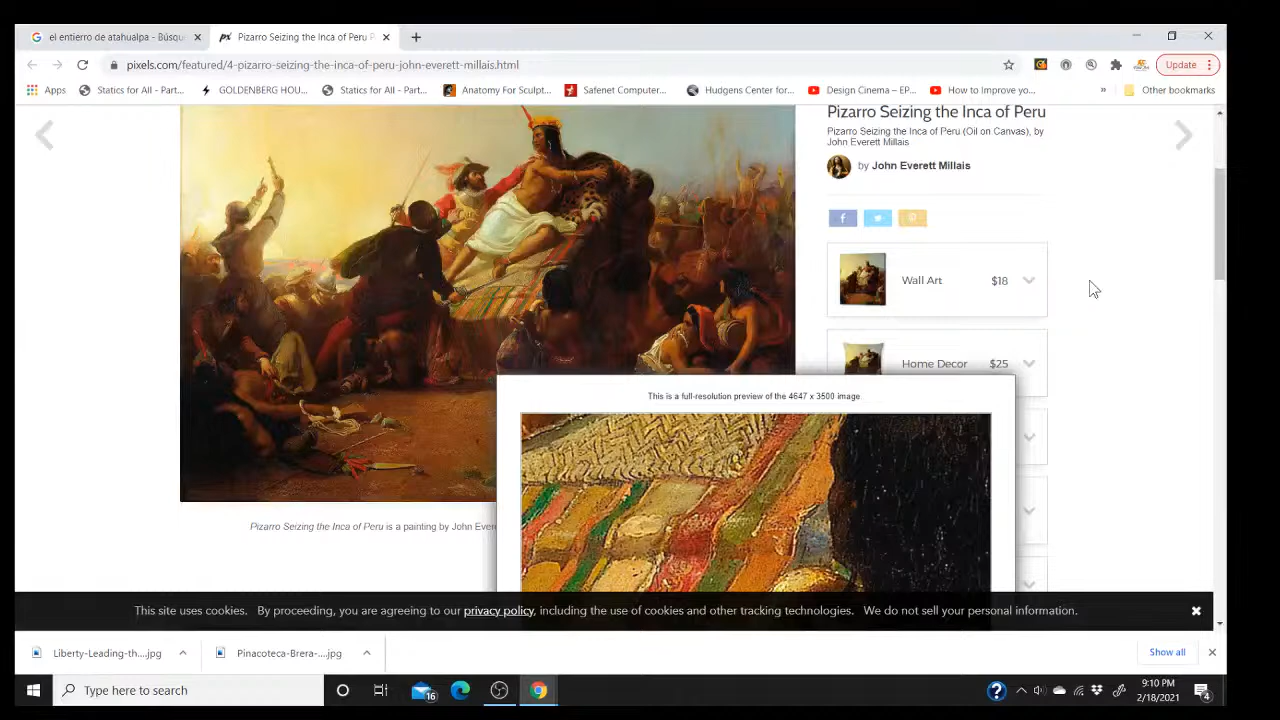 el entierro de atahualpa - Búsqu
Pizarro Seizing the Inca of Peru P
pixels.com/featured/4-pizarro-seizing-the-inca-of-peru-john-everett-millais.html
Update
Apps
Statics for All - Part...
GOLDENBERG HOU...
Statics for All - Part...
Anatomy For Sculpt...
Safenet Computer...
Hudgens Center for...
Design Cinema – EP...
How to Improve yo...
»
Other bookmarks
Pizarro Seizing the Inca of Peru
Pizarro Seizing the Inca of Peru (Oil on Canvas), by
John Everett Millais
by John Everett Millais
Wall Art $18
Home Decor $25
This is a full-resolution preview of the 4647 x 3500 image
Pizarro Seizing the Inca of Peru is a painting by John Ever
This site uses cookies. By proceeding, you are agreeing to our privacy policy, including the use of cookies and other tracking technologies. We do not sell your personal information.
Liberty-Leading-th....jpg
Pinacoteca-Brera-....jpg
Show all
Type here to search
16
9:10 PM
2/18/2021
4